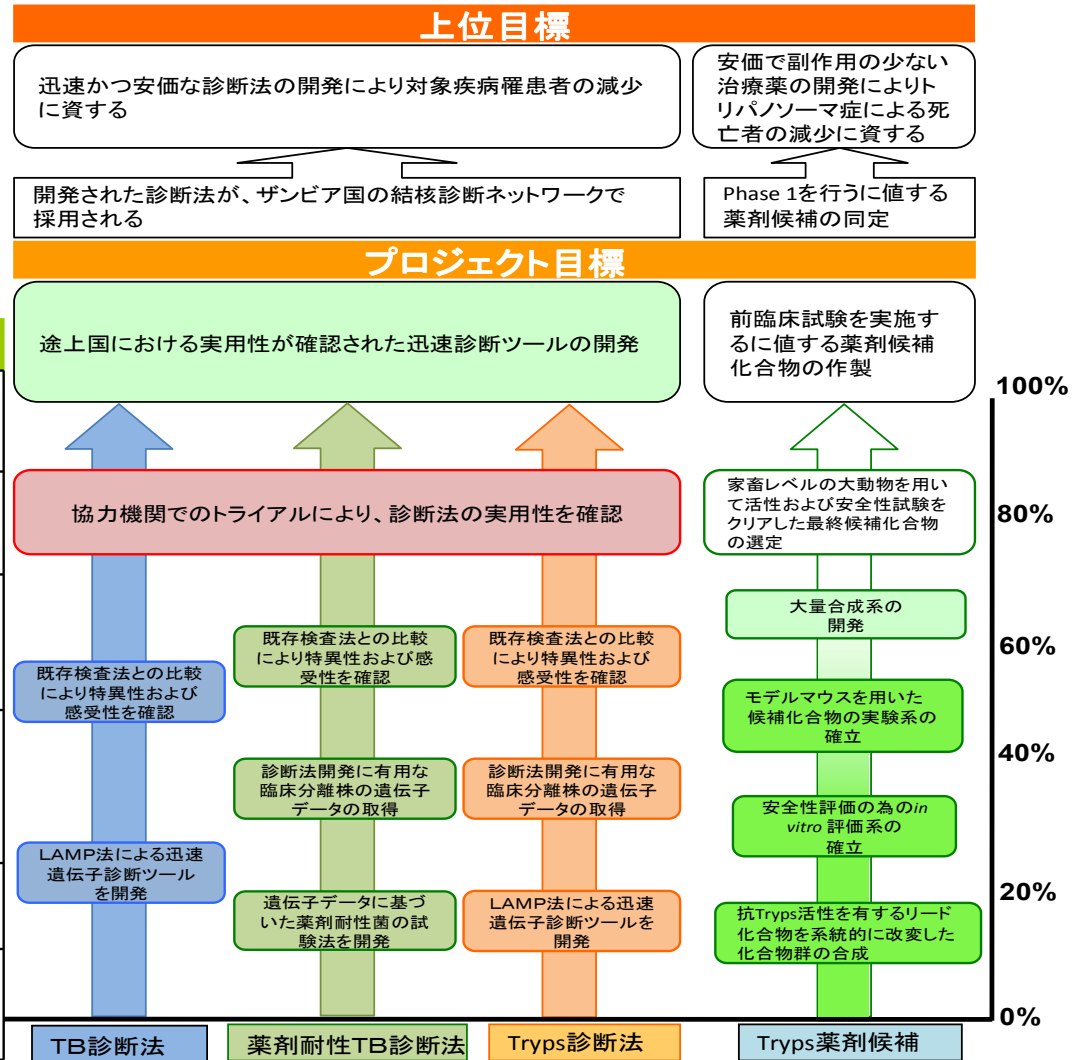 上位目標
迅速かつ安価な診断法の開発により対象疾病罹患者の減少
に資する
安価で副作用の少ない
治療薬の開発によりト
リパノソーマ症による死
亡者の減少に資する
開発された診断法が、ザンビア国の結核診断ネットワークで
採用される
Phase 1を行うに値する
薬剤候補の同定
プロジェクト目標
途上国における実用性が確認された迅速診断ツールの開発
前臨床試験を実施す
るに値する薬剤候補
化合物の作製
100%
協力機関でのトライアルにより、診断法の実用性を確認
家畜レベルの大動物を用い
て活性および安全性試験を
クリアした最終候補化合物
の選定
80%
大量合成系の
開発
既存検査法との比較
により特異性および
感受性を確認
既存検査法との比較
により特異性および感
受性を確認
既存検査法との比較
により特異性および
感受性を確認
60%
モデルマウスを用いた
候補化合物の実験系の
確立
40%
診断法開発に有用な
臨床分離株の遺伝子
データの取得
診断法開発に有用な
臨床分離株の遺伝子
データの取得
安全性評価の為のin
vitro 評価系の
確立
LAMP法による迅速
遺伝子診断ツール
を開発
20%
遺伝子データに基づ
いた薬剤耐性菌の試
験法を開発
LAMP法による迅速
遺伝子診断ツールを
開発
抗Tryps活性を有するリード
化合物を系統的に改変した
化合物群の合成
0%
TB診断法
薬剤耐性TB診断法
Tryps診断法
Tryps薬剤候補